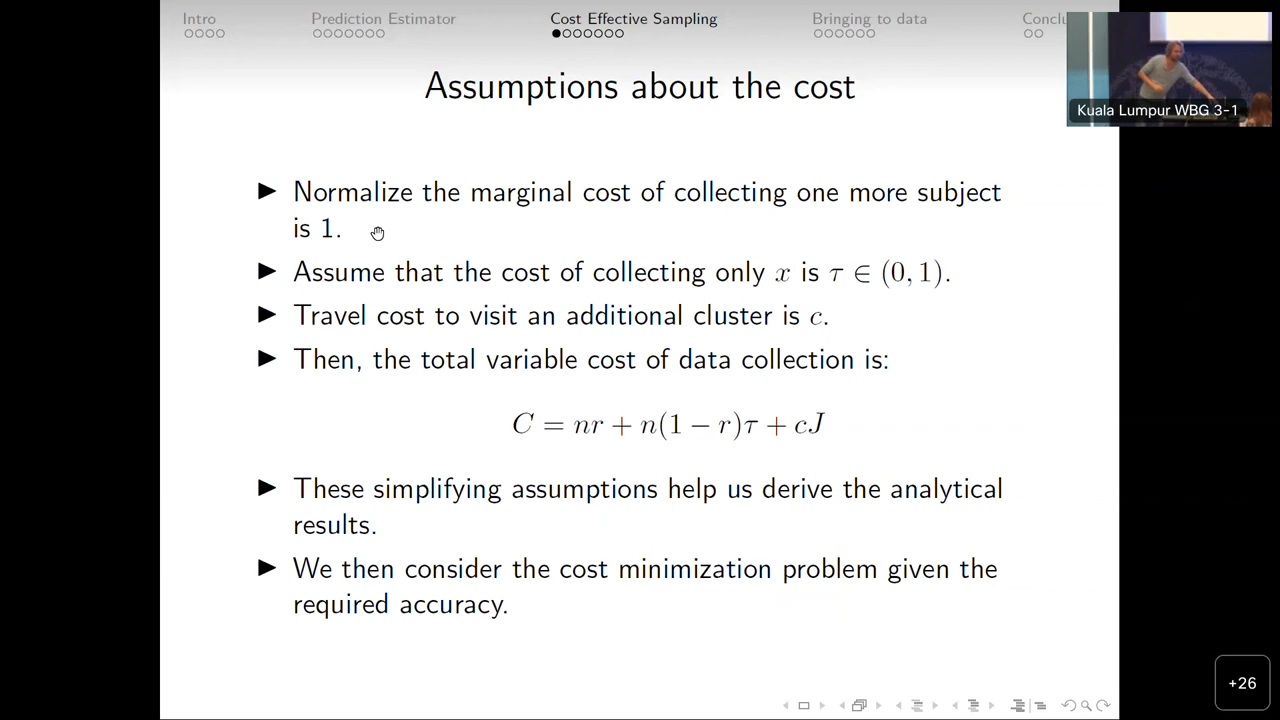 Intro
Prediction Estimator
Cost Effective Sampling
Bringing to data
Conclu
Kuala Lumpur WBG 3-1
Assumptions about the cost
▶ Normalize the marginal cost of collecting one more subject
is 1.
▶ Assume that the cost of collecting only x is τ ∈ (0, 1).
▶ Travel cost to visit an additional cluster is c.
▶ Then, the total variable cost of data collection is:
C = nr + n(1 − r)τ + cJ
▶ These simplifying assumptions help us derive the analytical
results.
▶ We then consider the cost minimization problem given the
required accuracy.
+26